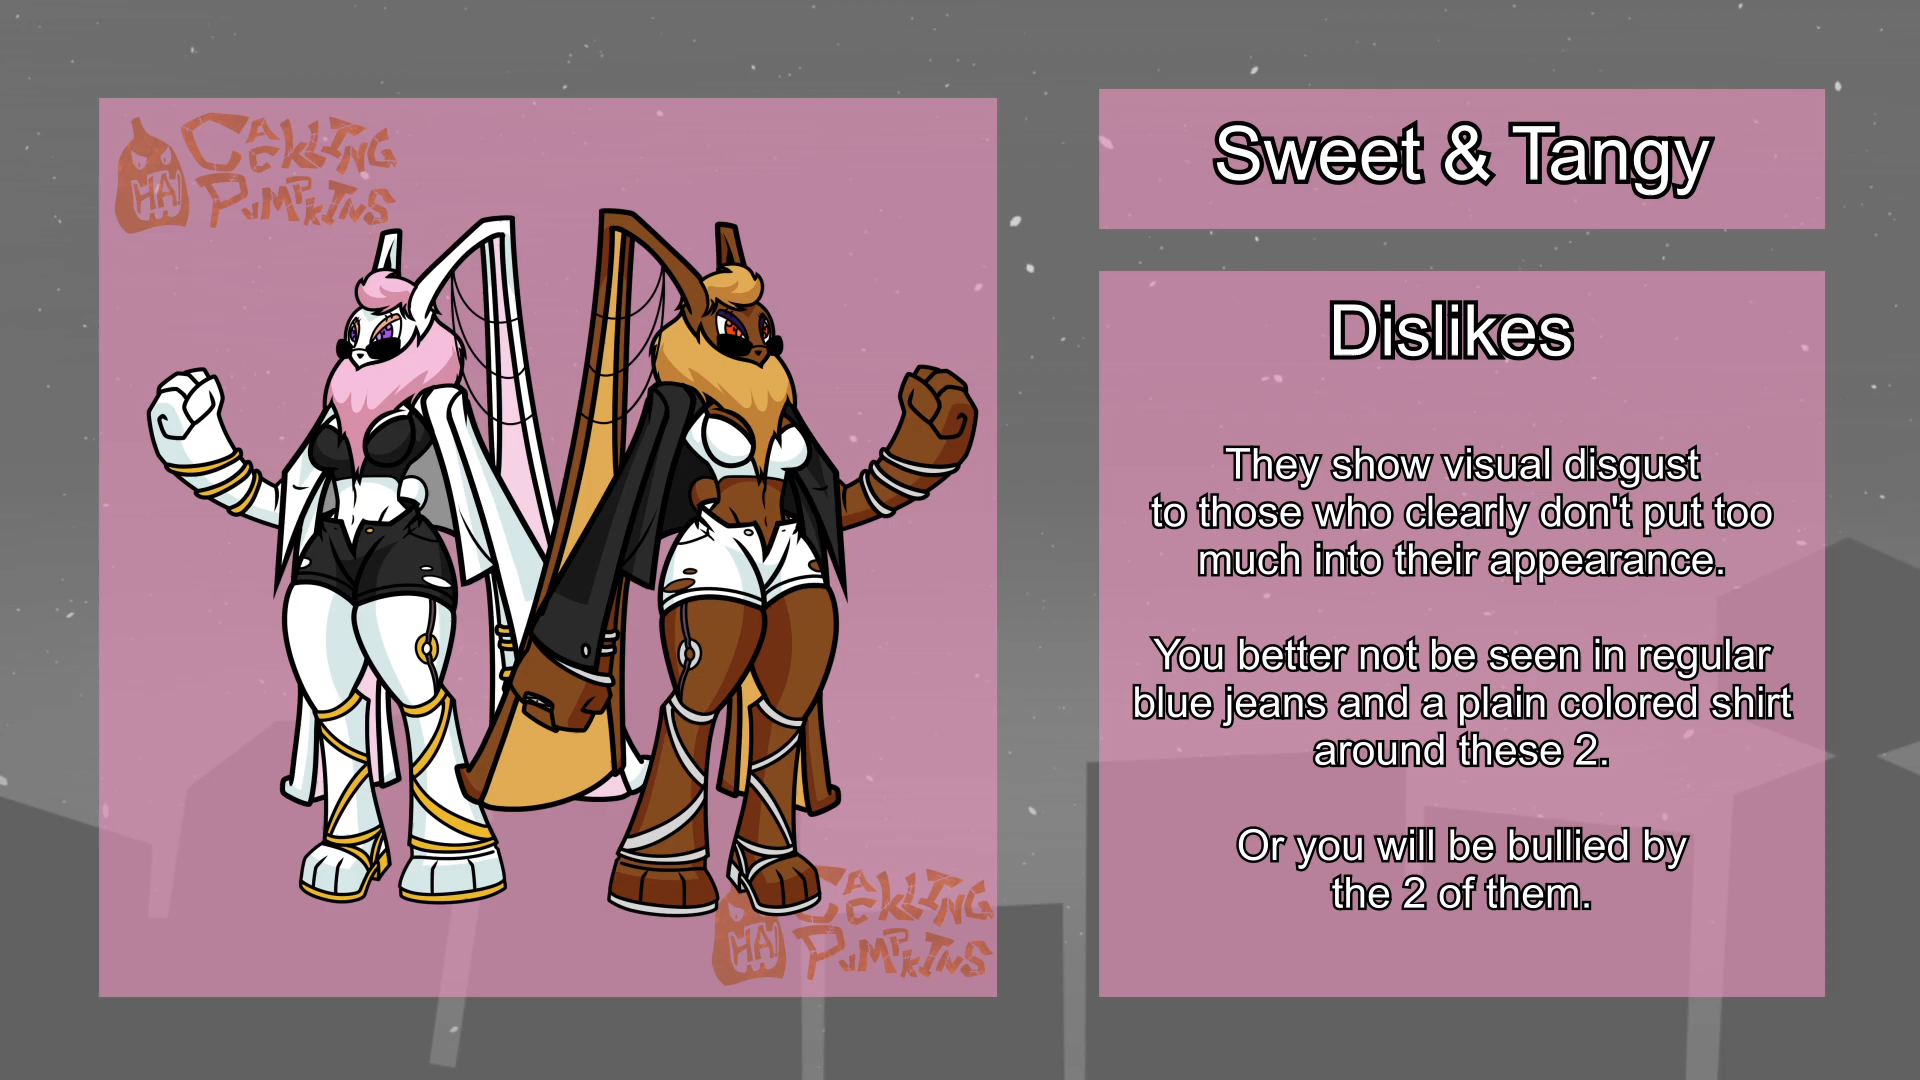 CACKLING
HA! PUMPKINS
Sweet & Tangy
Dislikes
They show visual disgust
to those who clearly don't put too
much into their appearance.
You better not be seen in regular
blue jeans and a plain colored shirt
around these 2.
Or you will be bullied by
the 2 of them.
CACKLING
HA! PUMPKINS